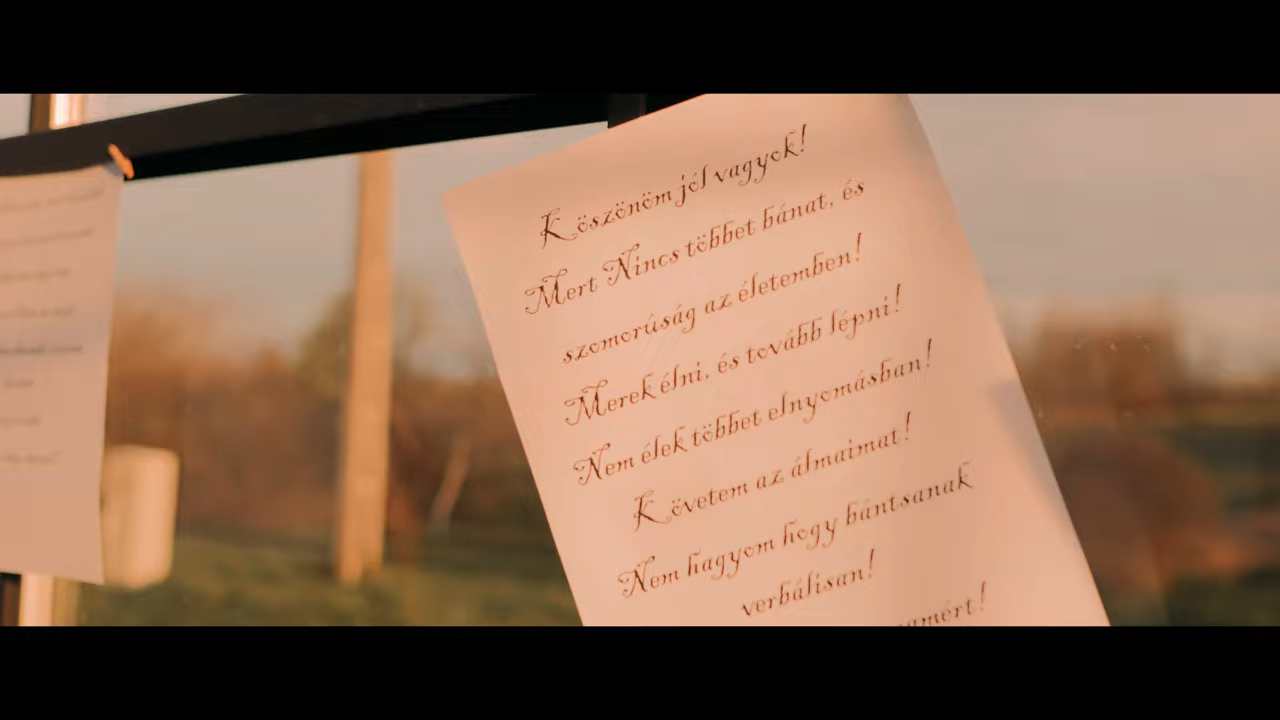 Köszönöm jól vagyok!
Mert Nincs többet bánat, és
szomorúság az életemben!
Merek élni, és tovább lépni!
Nem élek többet elnyomásban!
Követem az álmaimat!
Nem hagyom hogy bántsanak
verbálisan!